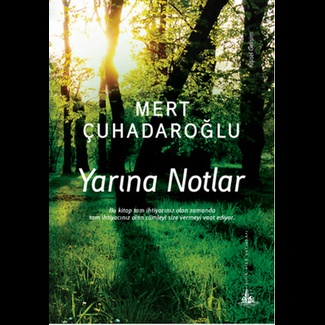 MERT
ÇUHADAROĞLU
Yarına Notlar
Bu kitap tam ihtiyacınız olan zamanda
tam ihtiyacınız olan cümleyi size vermeyi vaat ediyor.